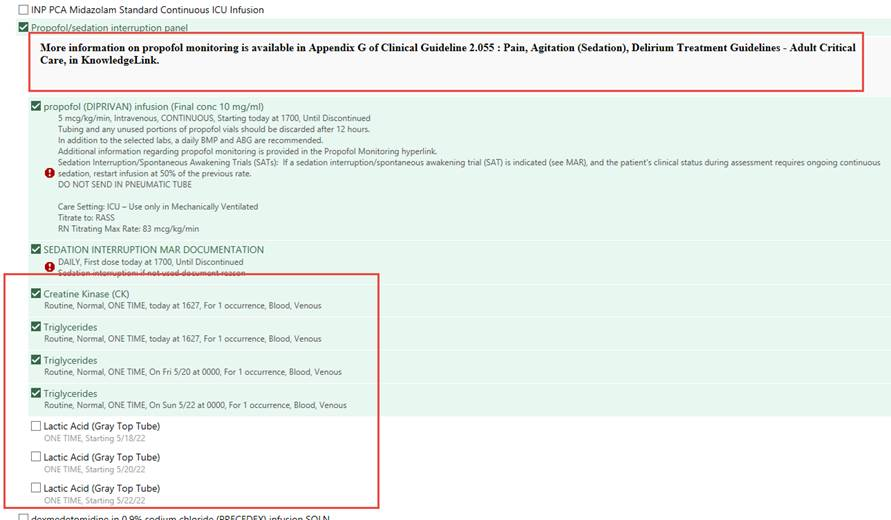 INP PCA Midazolam Standard Continuous ICU Infusion
Propofol/sedation interruption panel
More information on propofol monitoring is available in Appendix G of Clinical Guideline 2.055 : Pain, Agitation (Sedation), Delirium Treatment Guidelines - Adult Critical
Care, in KnowledgeLink.
propofol (DIPRIVAN) infusion (Final conc 10 mg/ml)
5 mcg/kg/min, Intravenous, CONTINUOUS, Starting today at 1700, Until Discontinued
Tubing and any unused portions of propofol vials should be discarded after 12 hours.
In addition to the selected labs, a daily BMP and ABG are recommended.
Additional information regarding propofol monitoring is provided in the Propofol Monitoring hyperlink.
Sedation Interruption/Spontaneous Awakening Trials (SATs): If a sedation interruption/spontaneous awakening trial (SAT) is indicated (see MAR), and the patient's clinical status during assessment requires ongoing continuous
sedation, restart infusion at 50% of the previous rate.
DO NOT SEND IN PNEUMATIC TUBE
Care Setting: ICU – Use only in Mechanically Ventilated
Titrate to: RASS
RN Titrating Max Rate: 83 mcg/kg/min
SEDATION INTERRUPTION MAR DOCUMENTATION
DAILY, First dose today at 1700, Until Discontinued
Sedation interruption: if not used document reason
Creatine Kinase (CK)
Routine, Normal, ONE TIME, today at 1627, For 1 occurrence, Blood, Venous
Triglycerides
Routine, Normal, ONE TIME, today at 1627, For 1 occurrence, Blood, Venous
Triglycerides
Routine, Normal, ONE TIME, On Fri 5/20 at 0000, For 1 occurrence, Blood, Venous
Triglycerides
Routine, Normal, ONE TIME, On Sun 5/22 at 0000, For 1 occurrence, Blood, Venous
Lactic Acid (Gray Top Tube)
ONE TIME, Starting 5/18/22
Lactic Acid (Gray Top Tube)
ONE TIME, Starting 5/20/22
Lactic Acid (Gray Top Tube)
ONE TIME, Starting 5/22/22
dexmedetomidine in 0.9% sodium chloride (PRECEDEX) infusion SOLN